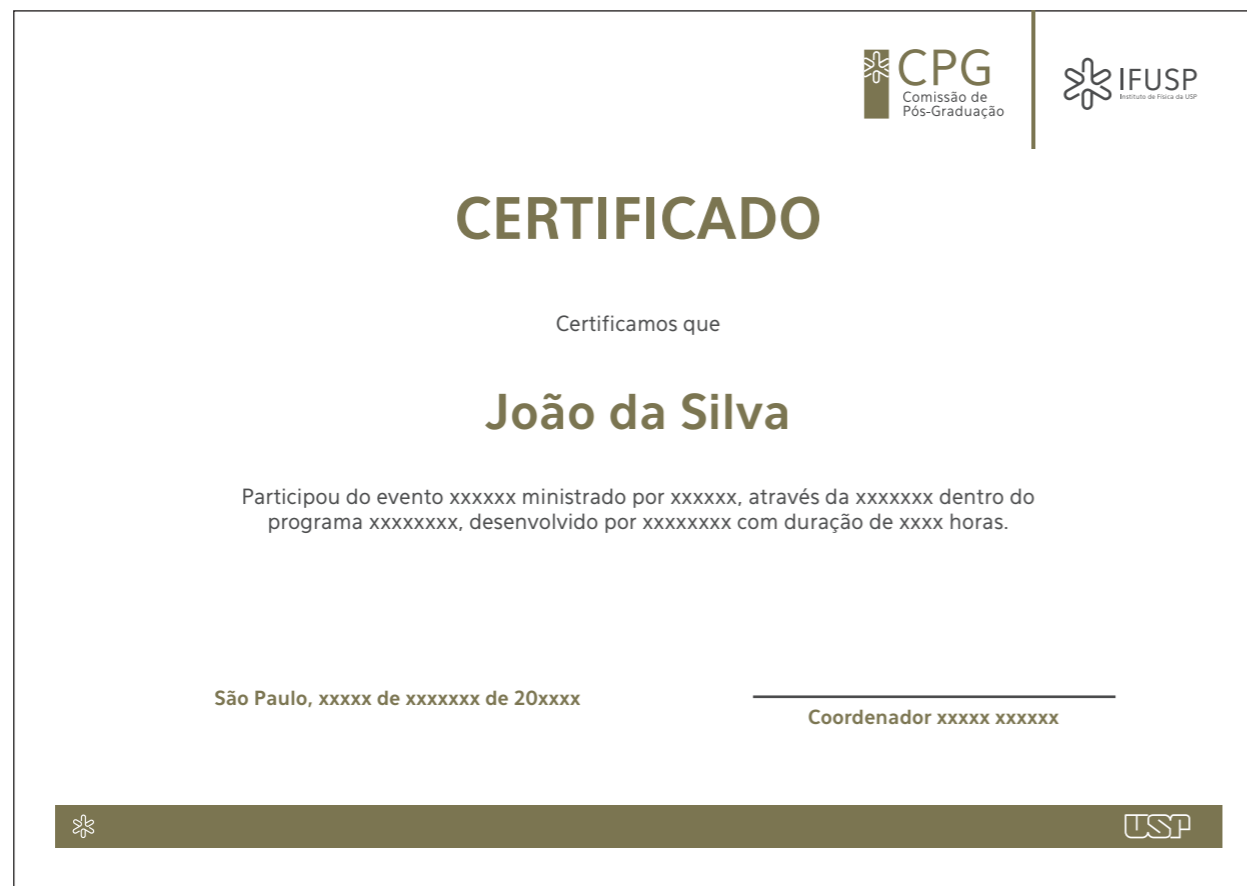 CPG
Comissão de
Pós-Graduação
IFUSP
Instituto de Física da USP
CERTIFICADO
Certificamos que
João da Silva
Participou do evento xxxxxx ministrado por xxxxxx, através da xxxxxxx dentro do
programa xxxxxxxx, desenvolvido por xxxxxxxx com duração de xxxx horas.
São Paulo, xxxxx de xxxxxxx de 20xxxx
Coordenador xxxxx xxxxxx
USP